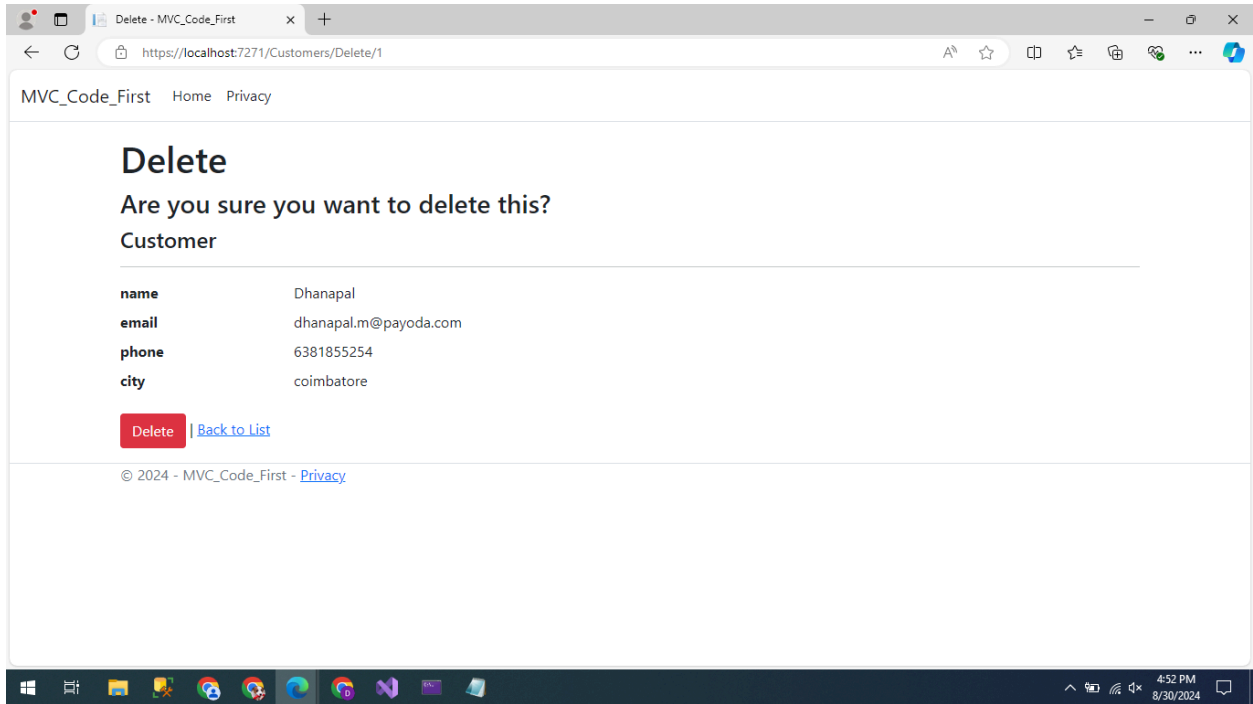 Delete - MVC_Code_First
https://localhost:7271/Customers/Delete/1
MVC_Code_First Home Privacy
Delete
Are you sure you want to delete this?
Customer
name Dhanapal
email dhanapal.m@payoda.com
phone 6381855254
city coimbatore
Delete | Back to List
© 2024 - MVC_Code_First - Privacy
4:52 PM
8/30/2024